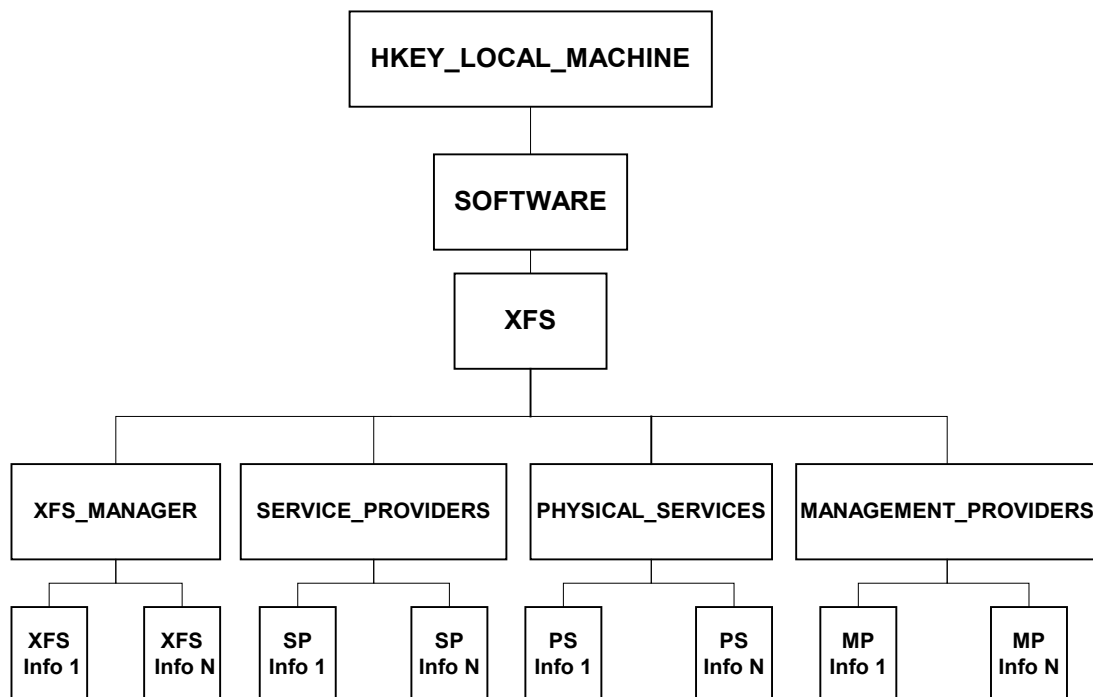 HKEY_LOCAL_MACHINE
SOFTWARE
XFS
XFS_MANAGER
SERVICE_PROVIDERS
PHYSICAL_SERVICES
MANAGEMENT_PROVIDERS
XFS
Info 1
XFS
Info N
SP
Info 1
SP
Info N
PS
Info 1
PS
Info N
MP
Info 1
MP
Info N